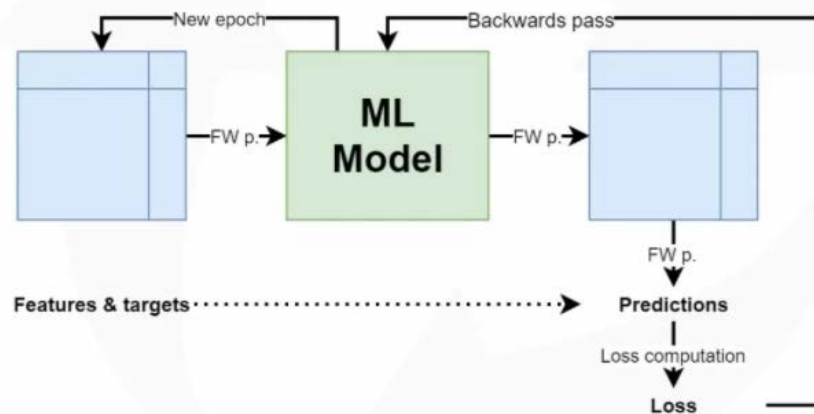 New epoch
Backwards pass
ML
Model
FW p.
FW p.
FW p.
Features & targets
Predictions
Loss computation
Loss